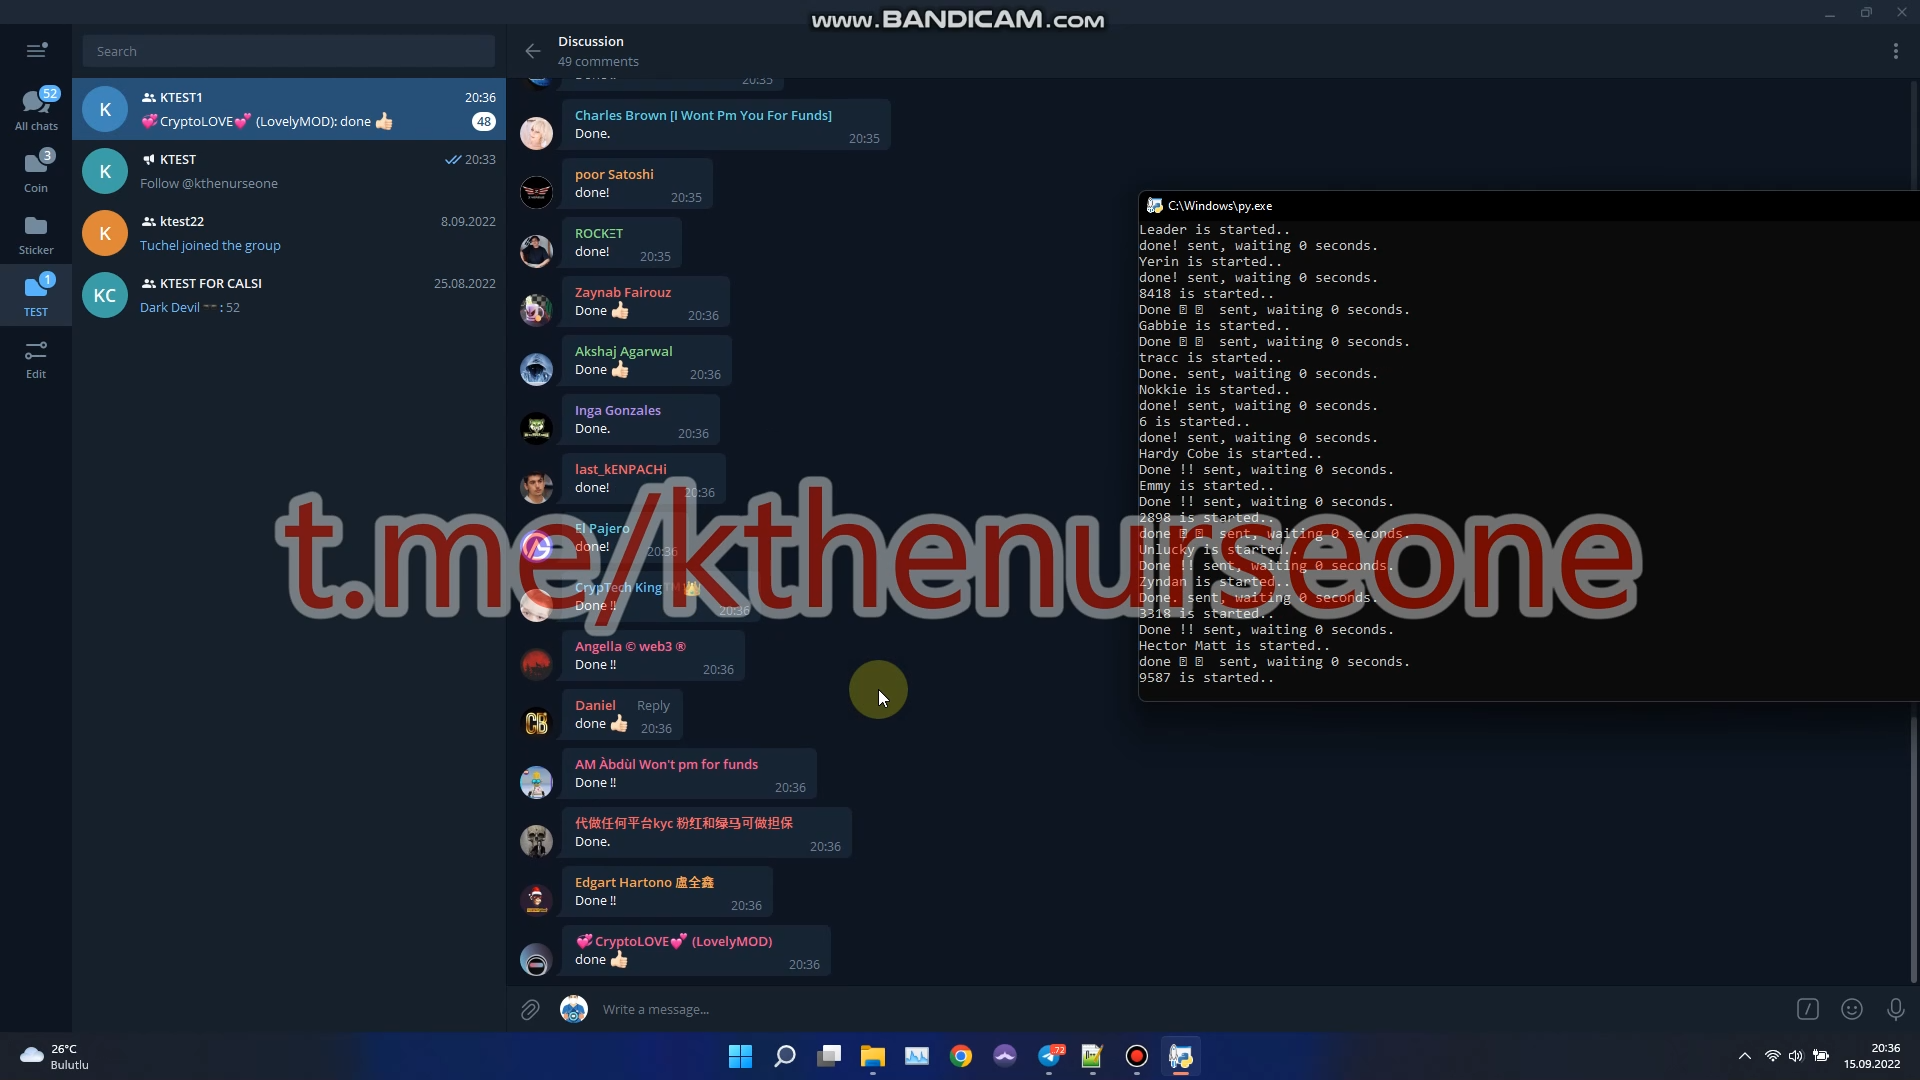 www.BANDICAM.com
Search
All chats
52
Coin
3
Sticker
TEST
1
Edit
KTEST1
20:36
💞CryptoLOVE💕 (LovelyMOD): done 👍🏻
48
KTEST
20:33
Follow @kthenurseone
ktest22
8.09.2022
Tuchel joined the group
KTEST FOR CALSI
25.08.2022
Dark Devil : 52
K
K
K
KC
Discussion
49 comments
20:35
Charles Brown [I Wont Pm You For Funds]
Done.
20:35
poor Satoshi
done!
20:35
ROCKΞT
done!
20:35
Zaynab Fairouz
Done 👍🏻
20:36
Akshaj Agarwal
Done 👍🏻
20:36
Inga Gonzales
Done.
20:36
last_kENPACHi
done!
20:36
El Pajero
done!
20:36
CrypTech King™👑
Done !!
20:36
Angella © web3 ®
Done !!
20:36
Daniel
Reply
done 👍🏻
20:36
AM Àbdùl Won't pm for funds
Done !!
20:36
代做任何平台kyc 粉红和绿马可做担保
Done.
20:36
Edgart Hartono 盧全鑫
Done !!
20:36
💞CryptoLOVE💕 (LovelyMOD)
done 👍🏻
20:36
Write a message...
C:\Windows\py.exe
Leader is started..
done! sent, waiting 0 seconds.
Yerin is started..
done! sent, waiting 0 seconds.
8418 is started..
Done sent, waiting 0 seconds.
Gabbie is started..
Done sent, waiting 0 seconds.
tracc is started..
Done. sent, waiting 0 seconds.
Nokkie is started..
done! sent, waiting 0 seconds.
6 is started..
done! sent, waiting 0 seconds.
Hardy Cobe is started..
Done !! sent, waiting 0 seconds.
Emmy is started..
Done !! sent, waiting 0 seconds.
2898 is started..
done sent, waiting 0 seconds.
Unlucky is started..
Done !! sent, waiting 0 seconds.
Zyndan is started..
Done. sent, waiting 0 seconds.
3318 is started..
Done !! sent, waiting 0 seconds.
Hector Matt is started..
done sent, waiting 0 seconds.
9587 is started..
t.me/kthenurseone
26°C
Bulutlu
72
20:36
15.09.2022